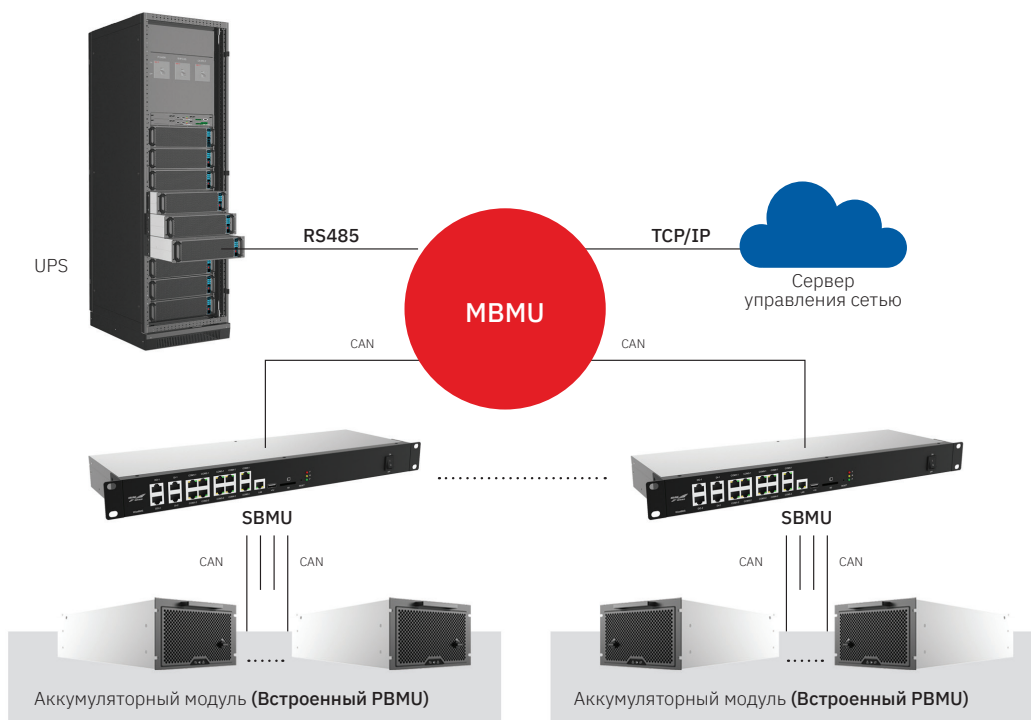 UPS
RS485
MBMU
TCP/IP
Сервер
управления сетью
CAN
CAN
SBMU
SBMU
CAN
CAN
CAN
CAN
Аккумуляторный модуль (Встроенный PBMU)
Аккумуляторный модуль (Встроенный PBMU)